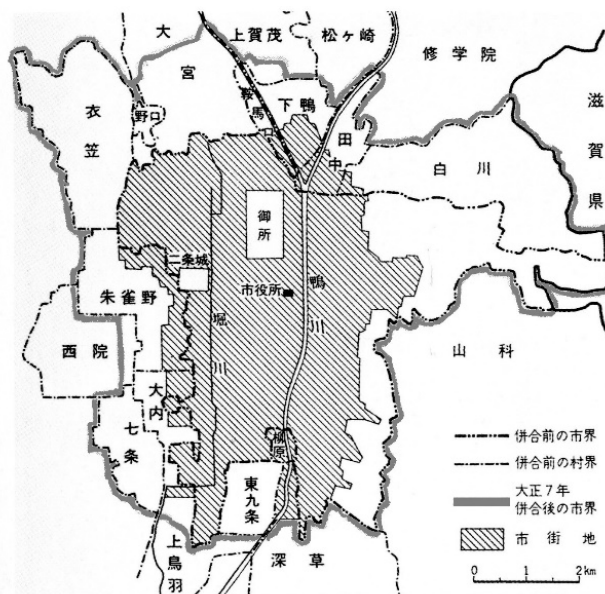 大宮
上賀茂
松ヶ崎
修学院
滋賀県
衣笠
野口
鞍馬口
下鴨
田中
白川
御所
二条城
市役所
鴨川
堀川
朱雀野
西院
大内
七条
山科
柳原
東九条
上鳥羽
深草
併合前の市界
併合前の村界
大正7年
併合後の市界
市街地
0 1 2km